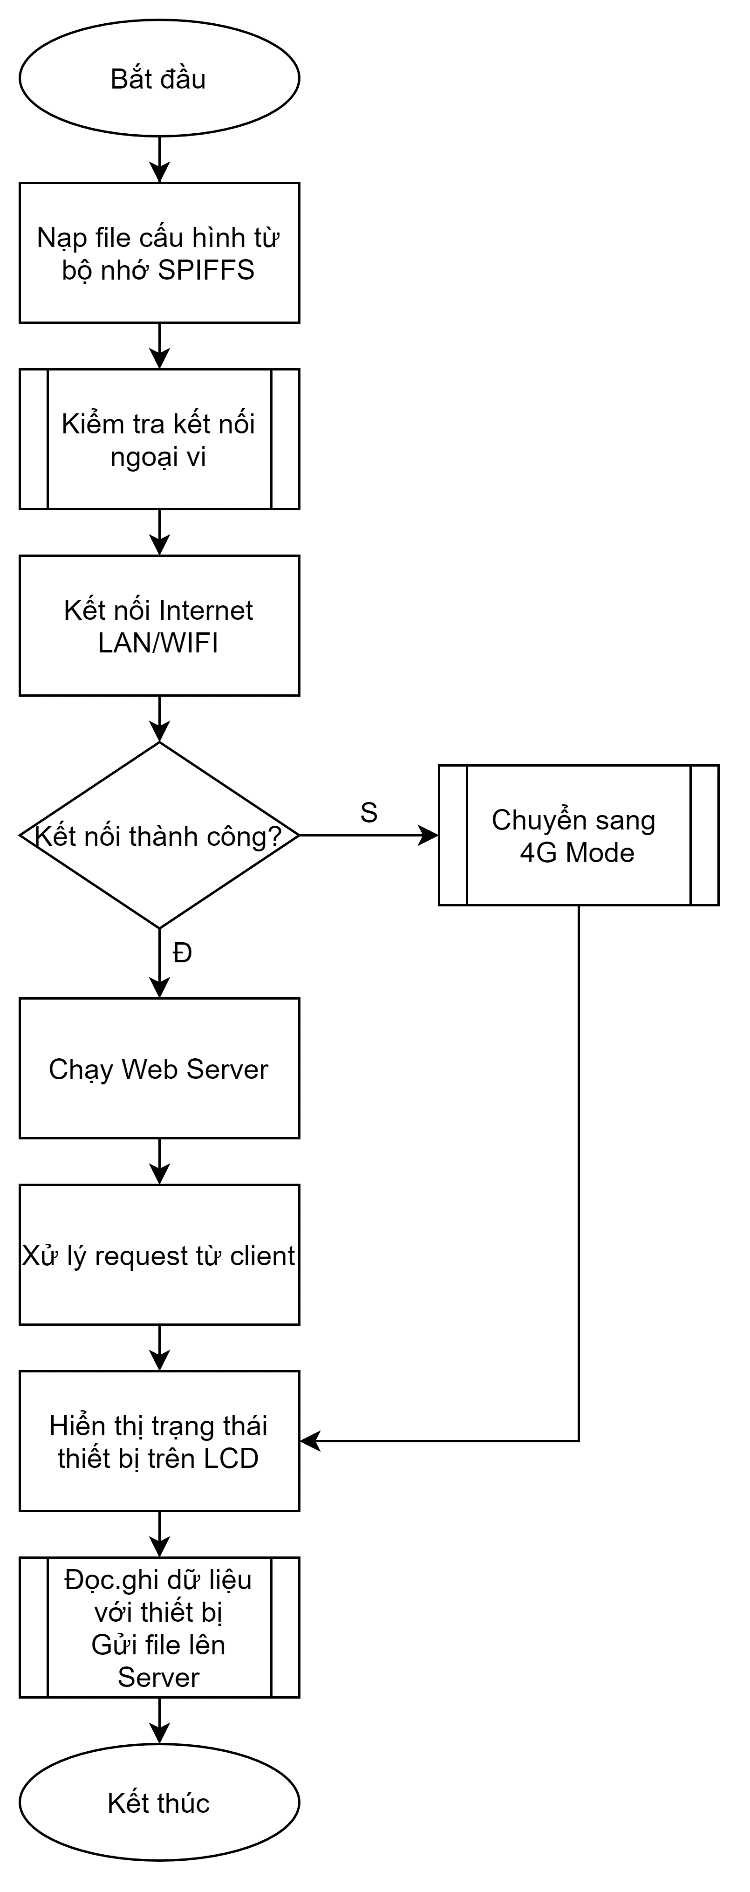 Bắt đầu
Nạp file cấu hình từ
bộ nhớ SPIFFS
Kiểm tra kết nối
ngoại vi
Kết nối Internet
LAN/WIFI
Kết nối thành công?
S
Chuyển sang
4G Mode
Đ
Chạy Web Server
Xử lý request từ client
Hiển thị trạng thái
thiết bị trên LCD
Đọc.ghi dữ liệu
với thiết bị
Gửi file lên
Server
Kết thúc